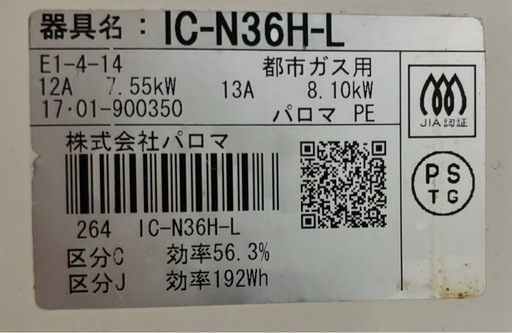 器具名: IC-N36H-L
E1-4-14 都市ガス用
12A 7.55kW 13A 8.10kW
17·01-900350 パロマ PE
JIA認証
株式会社パロマ
PS
TG
264 IC-N36H-L
区分C 効率56.3%
区分J 効率192Wh